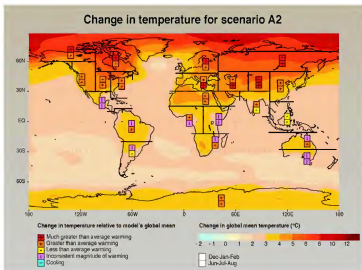 Change in temperature for scenario A2
60N
30N
EQ
30S
60S
180 120W 60W 0 60E 120E 180
Change in temperature relative to model's global mean
Much greater than average warming
Greater than average warming
Less than average warming
Inconsistent magnitude of warming
Cooling
Change in global mean temperature (°C)
- 2 - 1 0 1 2 3 4 5 6 8 10 12
Dec-Jan-Feb
Jun-Jul-Aug